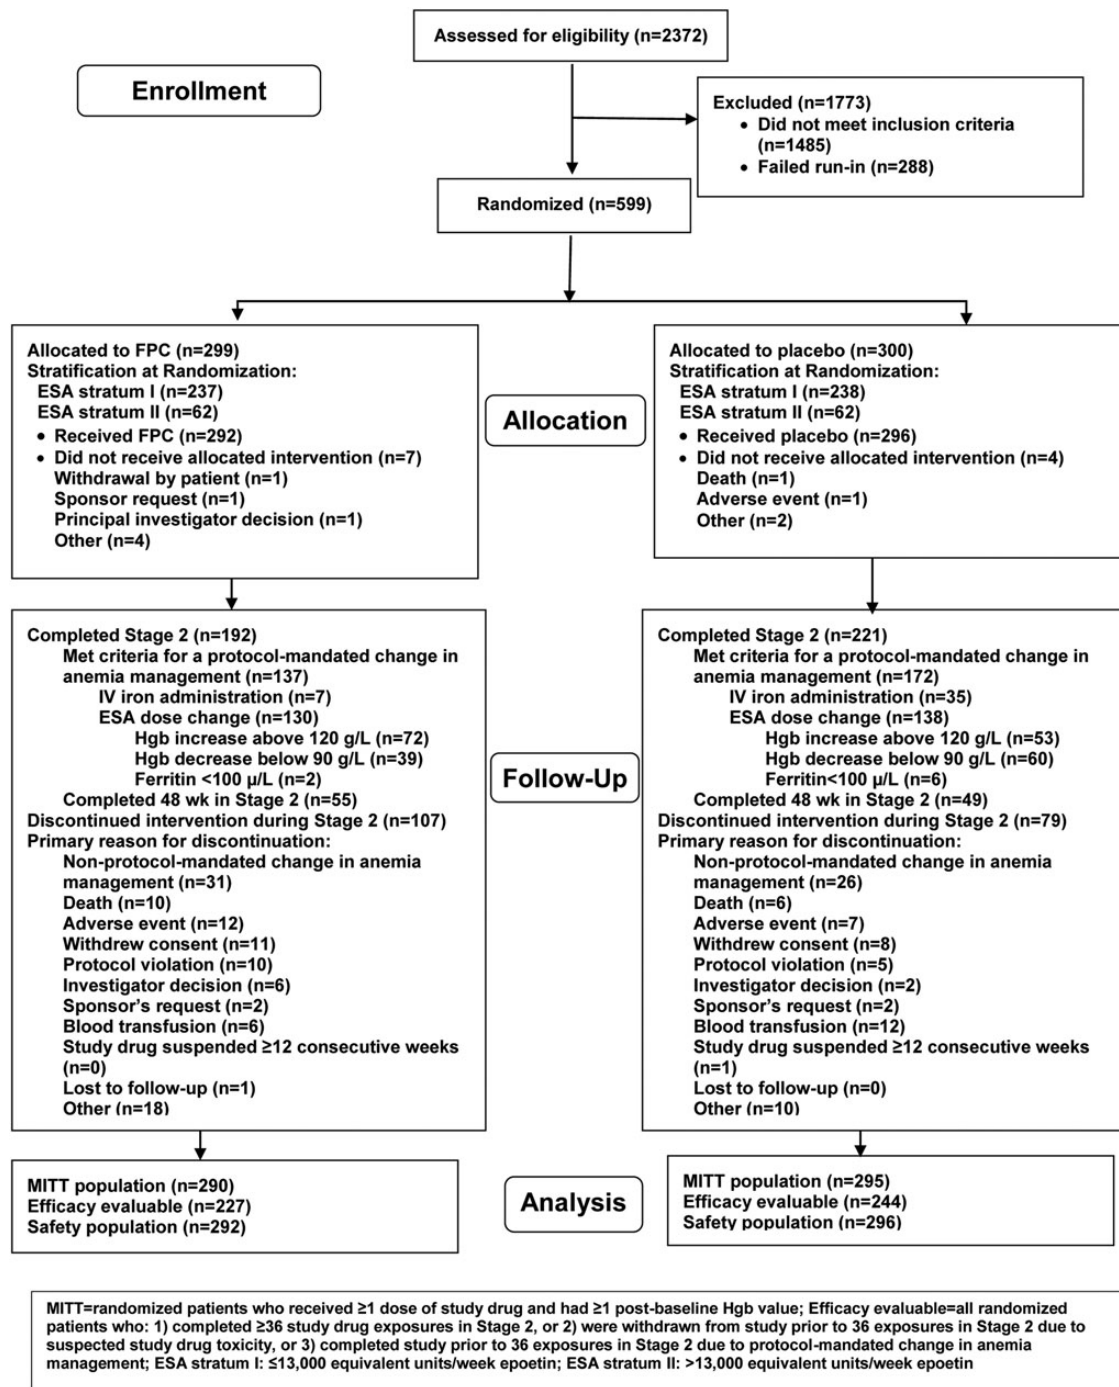 Assessed for eligibility (n=2372)
Enrollment
Excluded (n=1773)
• Did not meet inclusion criteria
(n=1485)
• Failed run-in (n=288)
Randomized (n=599)
Allocated to FPC (n=299)
Stratification at Randomization:
ESA stratum I (n=237)
ESA stratum II (n=62)
• Received FPC (n=292)
• Did not receive allocated intervention (n=7)
Withdrawal by patient (n=1)
Sponsor request (n=1)
Principal investigator decision (n=1)
Other (n=4)
Allocation
Allocated to placebo (n=300)
Stratification at Randomization:
ESA stratum I (n=238)
ESA stratum II (n=62)
• Received placebo (n=296)
• Did not receive allocated intervention (n=4)
Death (n=1)
Adverse event (n=1)
Other (n=2)
Completed Stage 2 (n=192)
Met criteria for a protocol-mandated change in
anemia management (n=137)
IV iron administration (n=7)
ESA dose change (n=130)
Hgb increase above 120 g/L (n=72)
Hgb decrease below 90 g/L (n=39)
Ferritin <100 µ/L (n=2)
Completed 48 wk in Stage 2 (n=55)
Discontinued intervention during Stage 2 (n=107)
Primary reason for discontinuation:
Non-protocol-mandated change in anemia
management (n=31)
Death (n=10)
Adverse event (n=12)
Withdrew consent (n=11)
Protocol violation (n=10)
Investigator decision (n=6)
Sponsor’s request (n=2)
Blood transfusion (n=6)
Study drug suspended ≥12 consecutive weeks
(n=0)
Lost to follow-up (n=1)
Other (n=18)
Follow-Up
Completed Stage 2 (n=221)
Met criteria for a protocol-mandated change in
anemia management (n=172)
IV iron administration (n=35)
ESA dose change (n=138)
Hgb increase above 120 g/L (n=53)
Hgb decrease below 90 g/L (n=60)
Ferritin<100 µ/L (n=6)
Completed 48 wk in Stage 2 (n=49)
Discontinued intervention during Stage 2 (n=79)
Primary reason for discontinuation:
Non-protocol-mandated change in anemia
management (n=26)
Death (n=6)
Adverse event (n=7)
Withdrew consent (n=8)
Protocol violation (n=5)
Investigator decision (n=2)
Sponsor’s request (n=2)
Blood transfusion (n=12)
Study drug suspended ≥12 consecutive weeks
(n=1)
Lost to follow-up (n=0)
Other (n=10)
MITT population (n=290)
Efficacy evaluable (n=227)
Safety population (n=292)
Analysis
MITT population (n=295)
Efficacy evaluable (n=244)
Safety population (n=296)
MITT=randomized patients who received ≥1 dose of study drug and had ≥1 post-baseline Hgb value; Efficacy evaluable=all randomized
patients who: 1) completed ≥36 study drug exposures in Stage 2, or 2) were withdrawn from study prior to 36 exposures in Stage 2 due to
suspected study drug toxicity, or 3) completed study prior to 36 exposures in Stage 2 due to protocol-mandated change in anemia
management; ESA stratum I: ≤13,000 equivalent units/week epoetin; ESA stratum II: >13,000 equivalent units/week epoetin